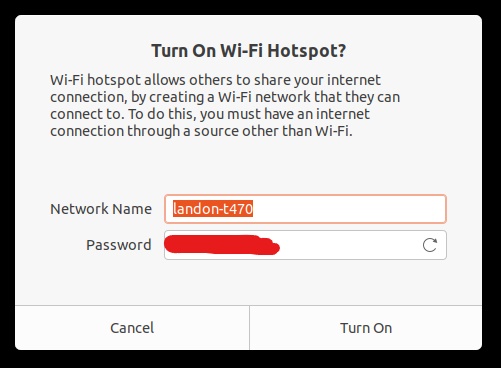 Turn On Wi-Fi Hotspot?
Wi-Fi hotspot allows others to share your internet
connection, by creating a Wi-Fi network that they can
connect to. To do this, you must have an internet
connection through a source other than Wi-Fi.
Network Name landon-t470
Password
Cancel Turn On